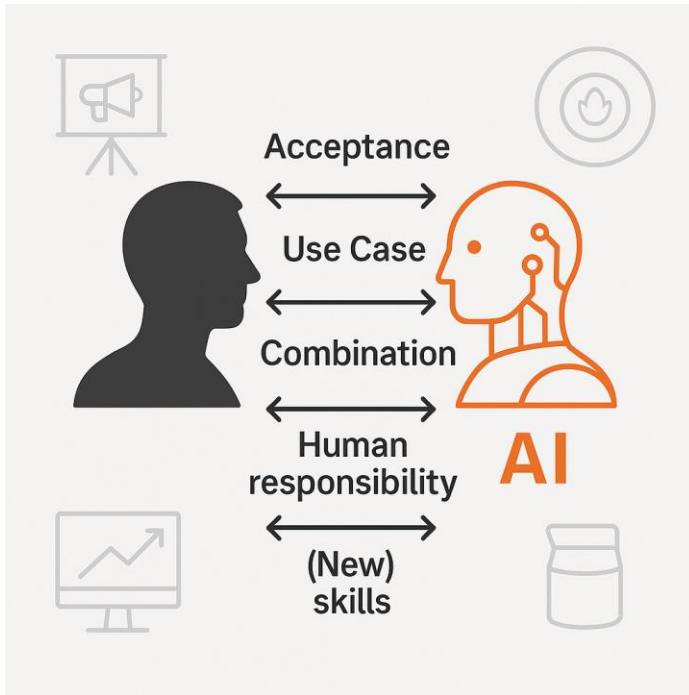 Acceptance
Use Case
Combination
Human
responsibility
AI
(New)
skills